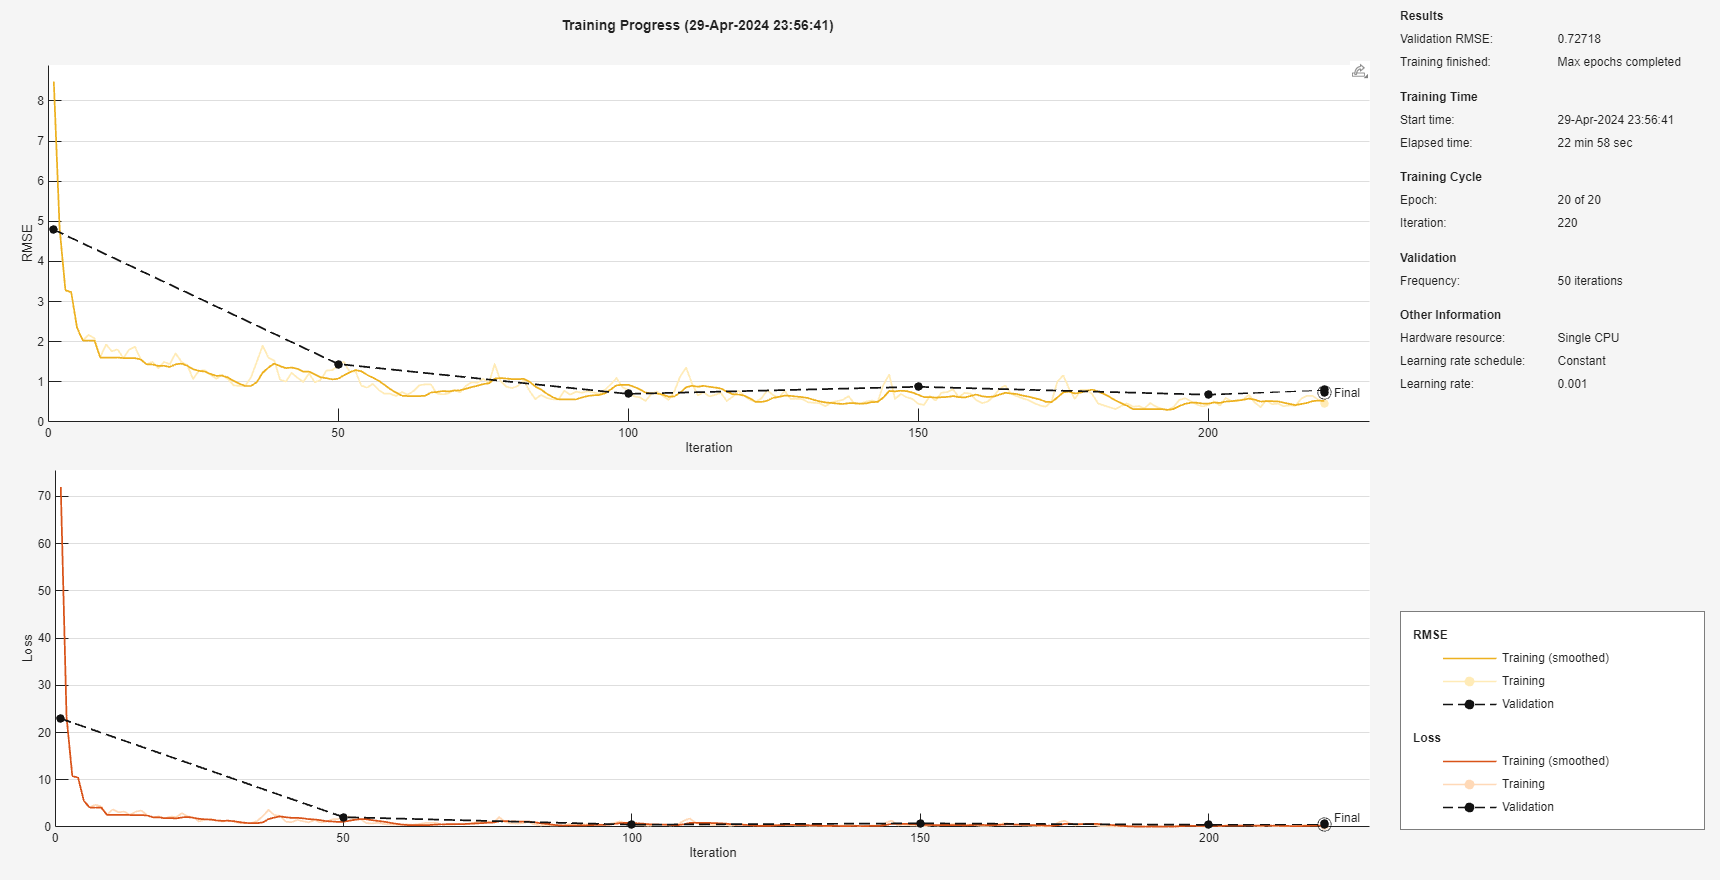 Training Progress (29-Apr-2024 23:56:41)
8
7
6
5
4
3
2
1
0
RMSE
0
50
100
150
200
Iteration
Final
70
60
50
40
30
20
10
0
Loss
0
50
100
150
200
Iteration
Final
Results
Validation RMSE: 0.72718
Training finished: Max epochs completed
Training Time
Start time: 29-Apr-2024 23:56:41
Elapsed time: 22 min 58 sec
Training Cycle
Epoch: 20 of 20
Iteration: 220
Validation
Frequency: 50 iterations
Other Information
Hardware resource: Single CPU
Learning rate schedule: Constant
Learning rate: 0.001
RMSE
Training (smoothed)
Training
Validation
Loss
Training (smoothed)
Training
Validation